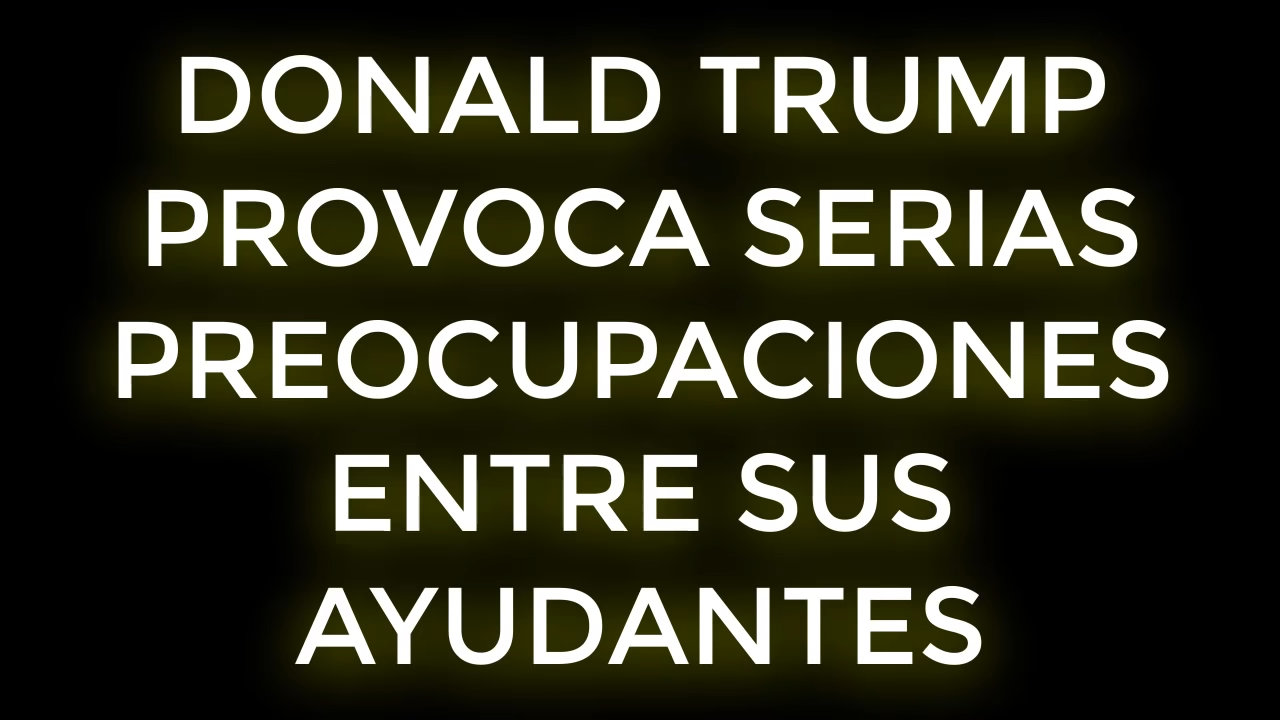 DONALD TRUMP
PROVOCA SERIAS
PREOCUPACIONES
ENTRE SUS
AYUDANTES